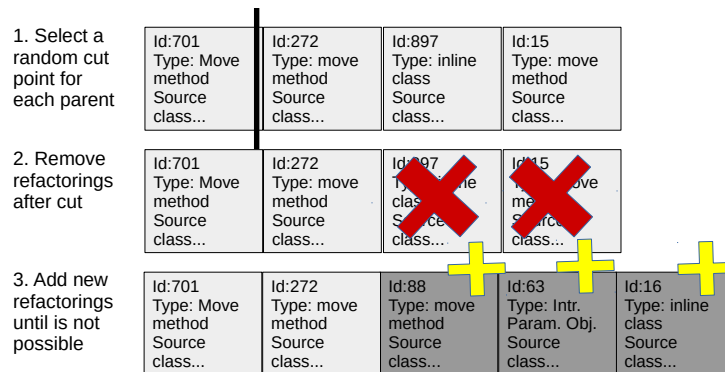 1. Select a
random cut
point for
each parent
Id:701
Type: Move
method
Source
class...
Id:272
Type: move
method
Source
class...
Id:897
Type: inline
class
Source
class...
Id:15
Type: move
method
Source
class...
2. Remove
refactorings
after cut
Id:701
Type: Move
method
Source
class...
Id:272
Type: move
method
Source
class...
class...
class...
3. Add new
refactorings
until is not
possible
Id:701
Type: Move
method
Source
class...
Id:272
Type: move
method
Source
class...
Id:88
Type: move
method
Source
class...
Id:63
Type: Intr.
Param. Obj.
Source
class...
Id:16
Type: inline
class
Source
class...